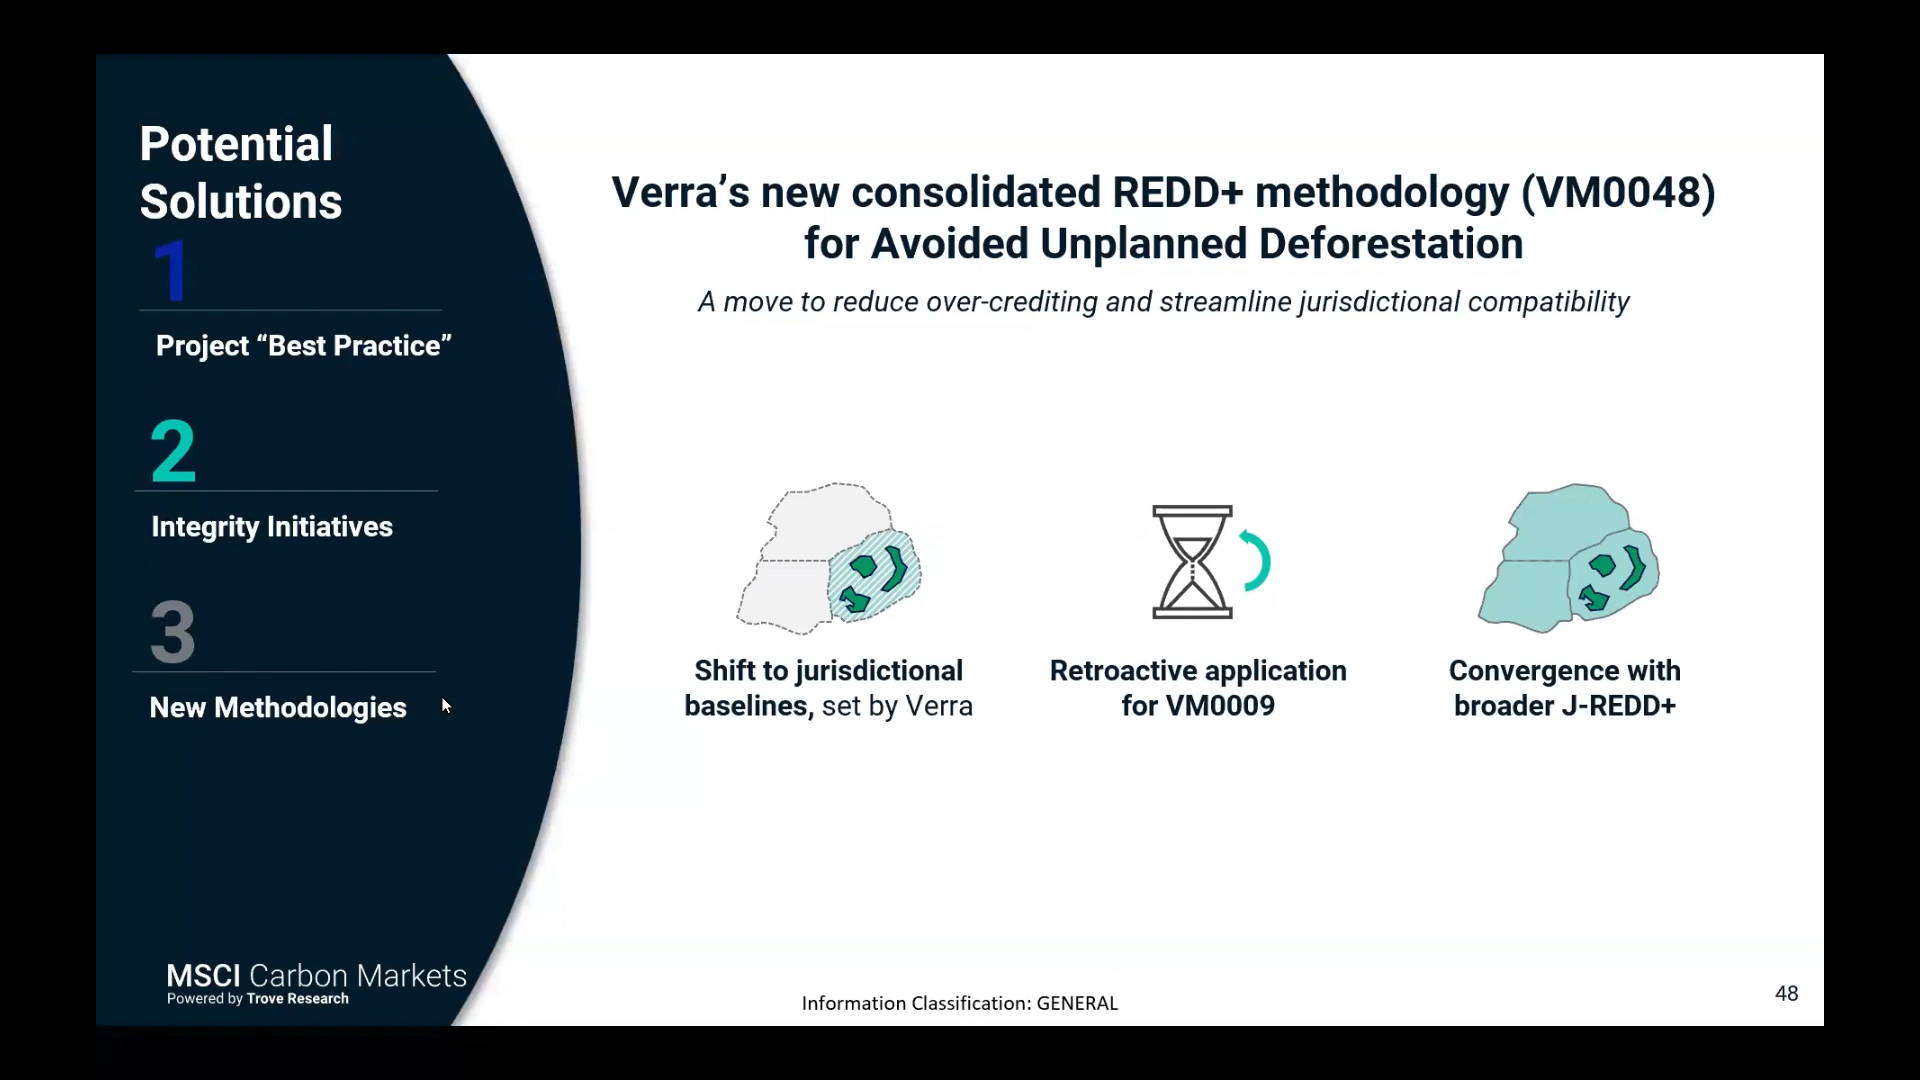 Potential
Solutions
1
Project “Best Practice”
2
Integrity Initiatives
3
New Methodologies
MSCI Carbon Markets
Powered by Trove Research
Verra’s new consolidated REDD+ methodology (VM0048)
for Avoided Unplanned Deforestation
A move to reduce over-crediting and streamline jurisdictional compatibility
Shift to jurisdictional
baselines, set by Verra
Retroactive application
for VM0009
Convergence with
broader J-REDD+
Information Classification: GENERAL
48